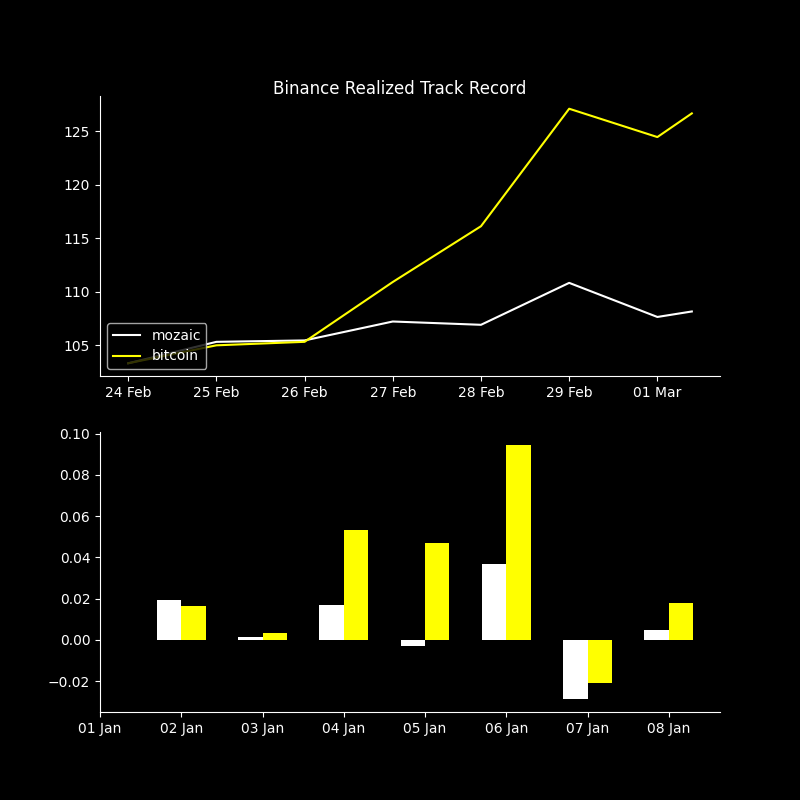 Binance Realized Track Record
125
120
115
110
105
mozaic
bitcoin
24 Feb 25 Feb 26 Feb 27 Feb 28 Feb 29 Feb 01 Mar
0.10
0.08
0.06
0.04
0.02
0.00
−0.02
01 Jan 02 Jan 03 Jan 04 Jan 05 Jan 06 Jan 07 Jan 08 Jan